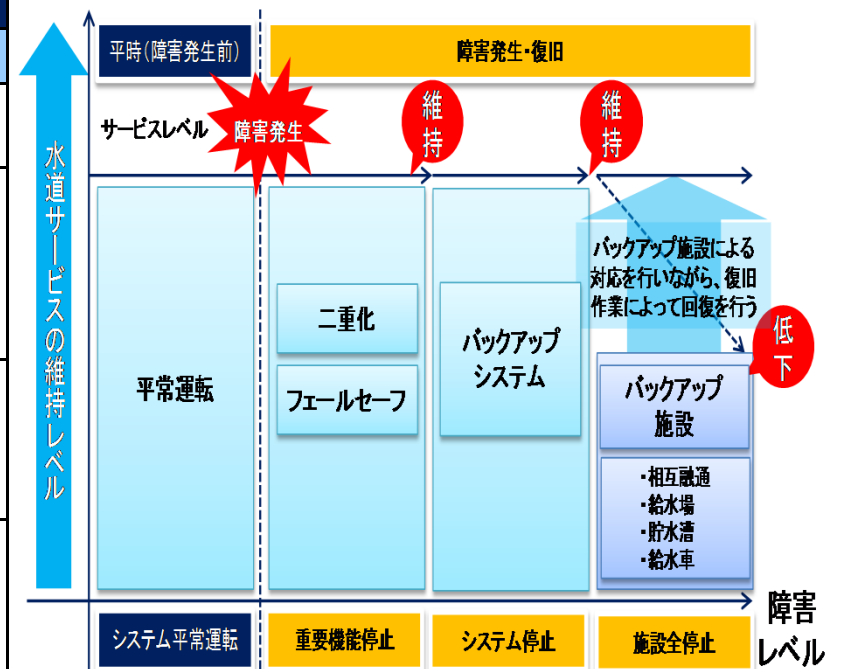 平時(障害発生前)
障害発生・復旧
サービスレベル
障害発生
維
持
維
持
水道サービスの維持レベル
バックアップ施設による
対応を行いながら、復旧
作業によって回復を行う
低
下
平常運転
二重化
フェールセーフ
バックアップ
システム
バックアップ
施設
・相互融通
・給水場
・貯水漕
・給水車
障害
レベル
システム平常運転
重要機能停止
システム停止
施設全停止